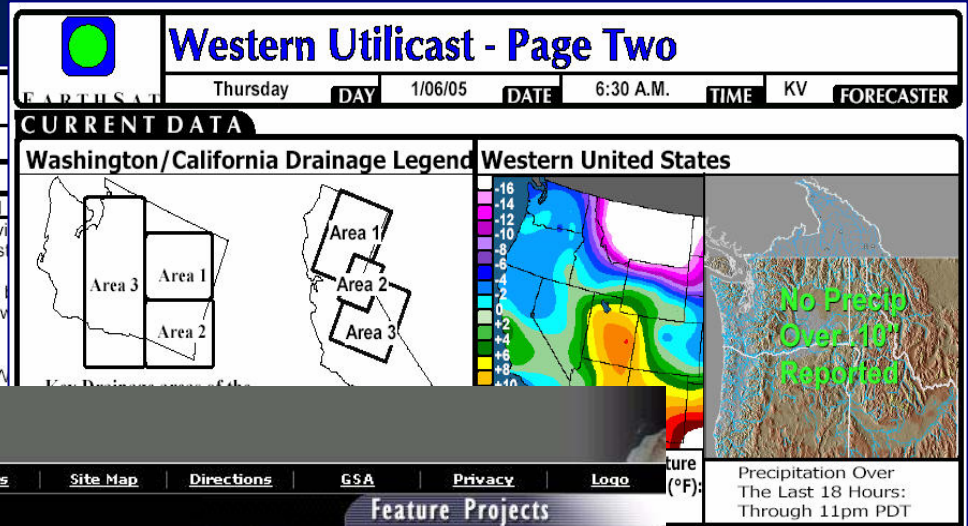 Western Utilicast - Page Two
EARTHSAT
Thursday DAY 1/06/05 DATE 6:30 A.M. TIME KV FORECASTER
CURRENT DATA
Washington/California Drainage Legend
Area 3
Area 1
Area 2
Area 1
Area 2
Area 3
Western United States
-16
-14
-12
-10
-8
-6
-2
+2
+4
+6
+8
+10
No Precip
Over .10"
Reported
(°F):
Precipitation Over
The Last 18 Hours:
Through 11pm PDT
Site Map Directions GSA Privacy Logo
Feature Projects